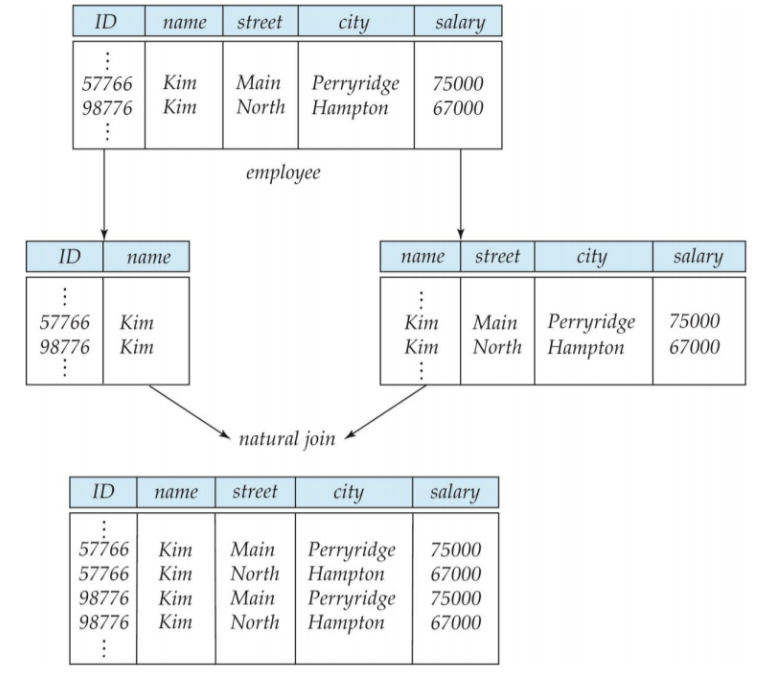 ID name street city salary
⋮
57766 Kim Main Perryridge 75000
98776 Kim North Hampton 67000
⋮
employee
ID name
⋮
57766 Kim
98776 Kim
⋮
name street city salary
⋮
Kim Main Perryridge 75000
Kim North Hampton 67000
⋮
natural join
ID name street city salary
⋮
57766 Kim Main Perryridge 75000
57766 Kim North Hampton 67000
98776 Kim Main Perryridge 75000
98776 Kim North Hampton 67000
⋮